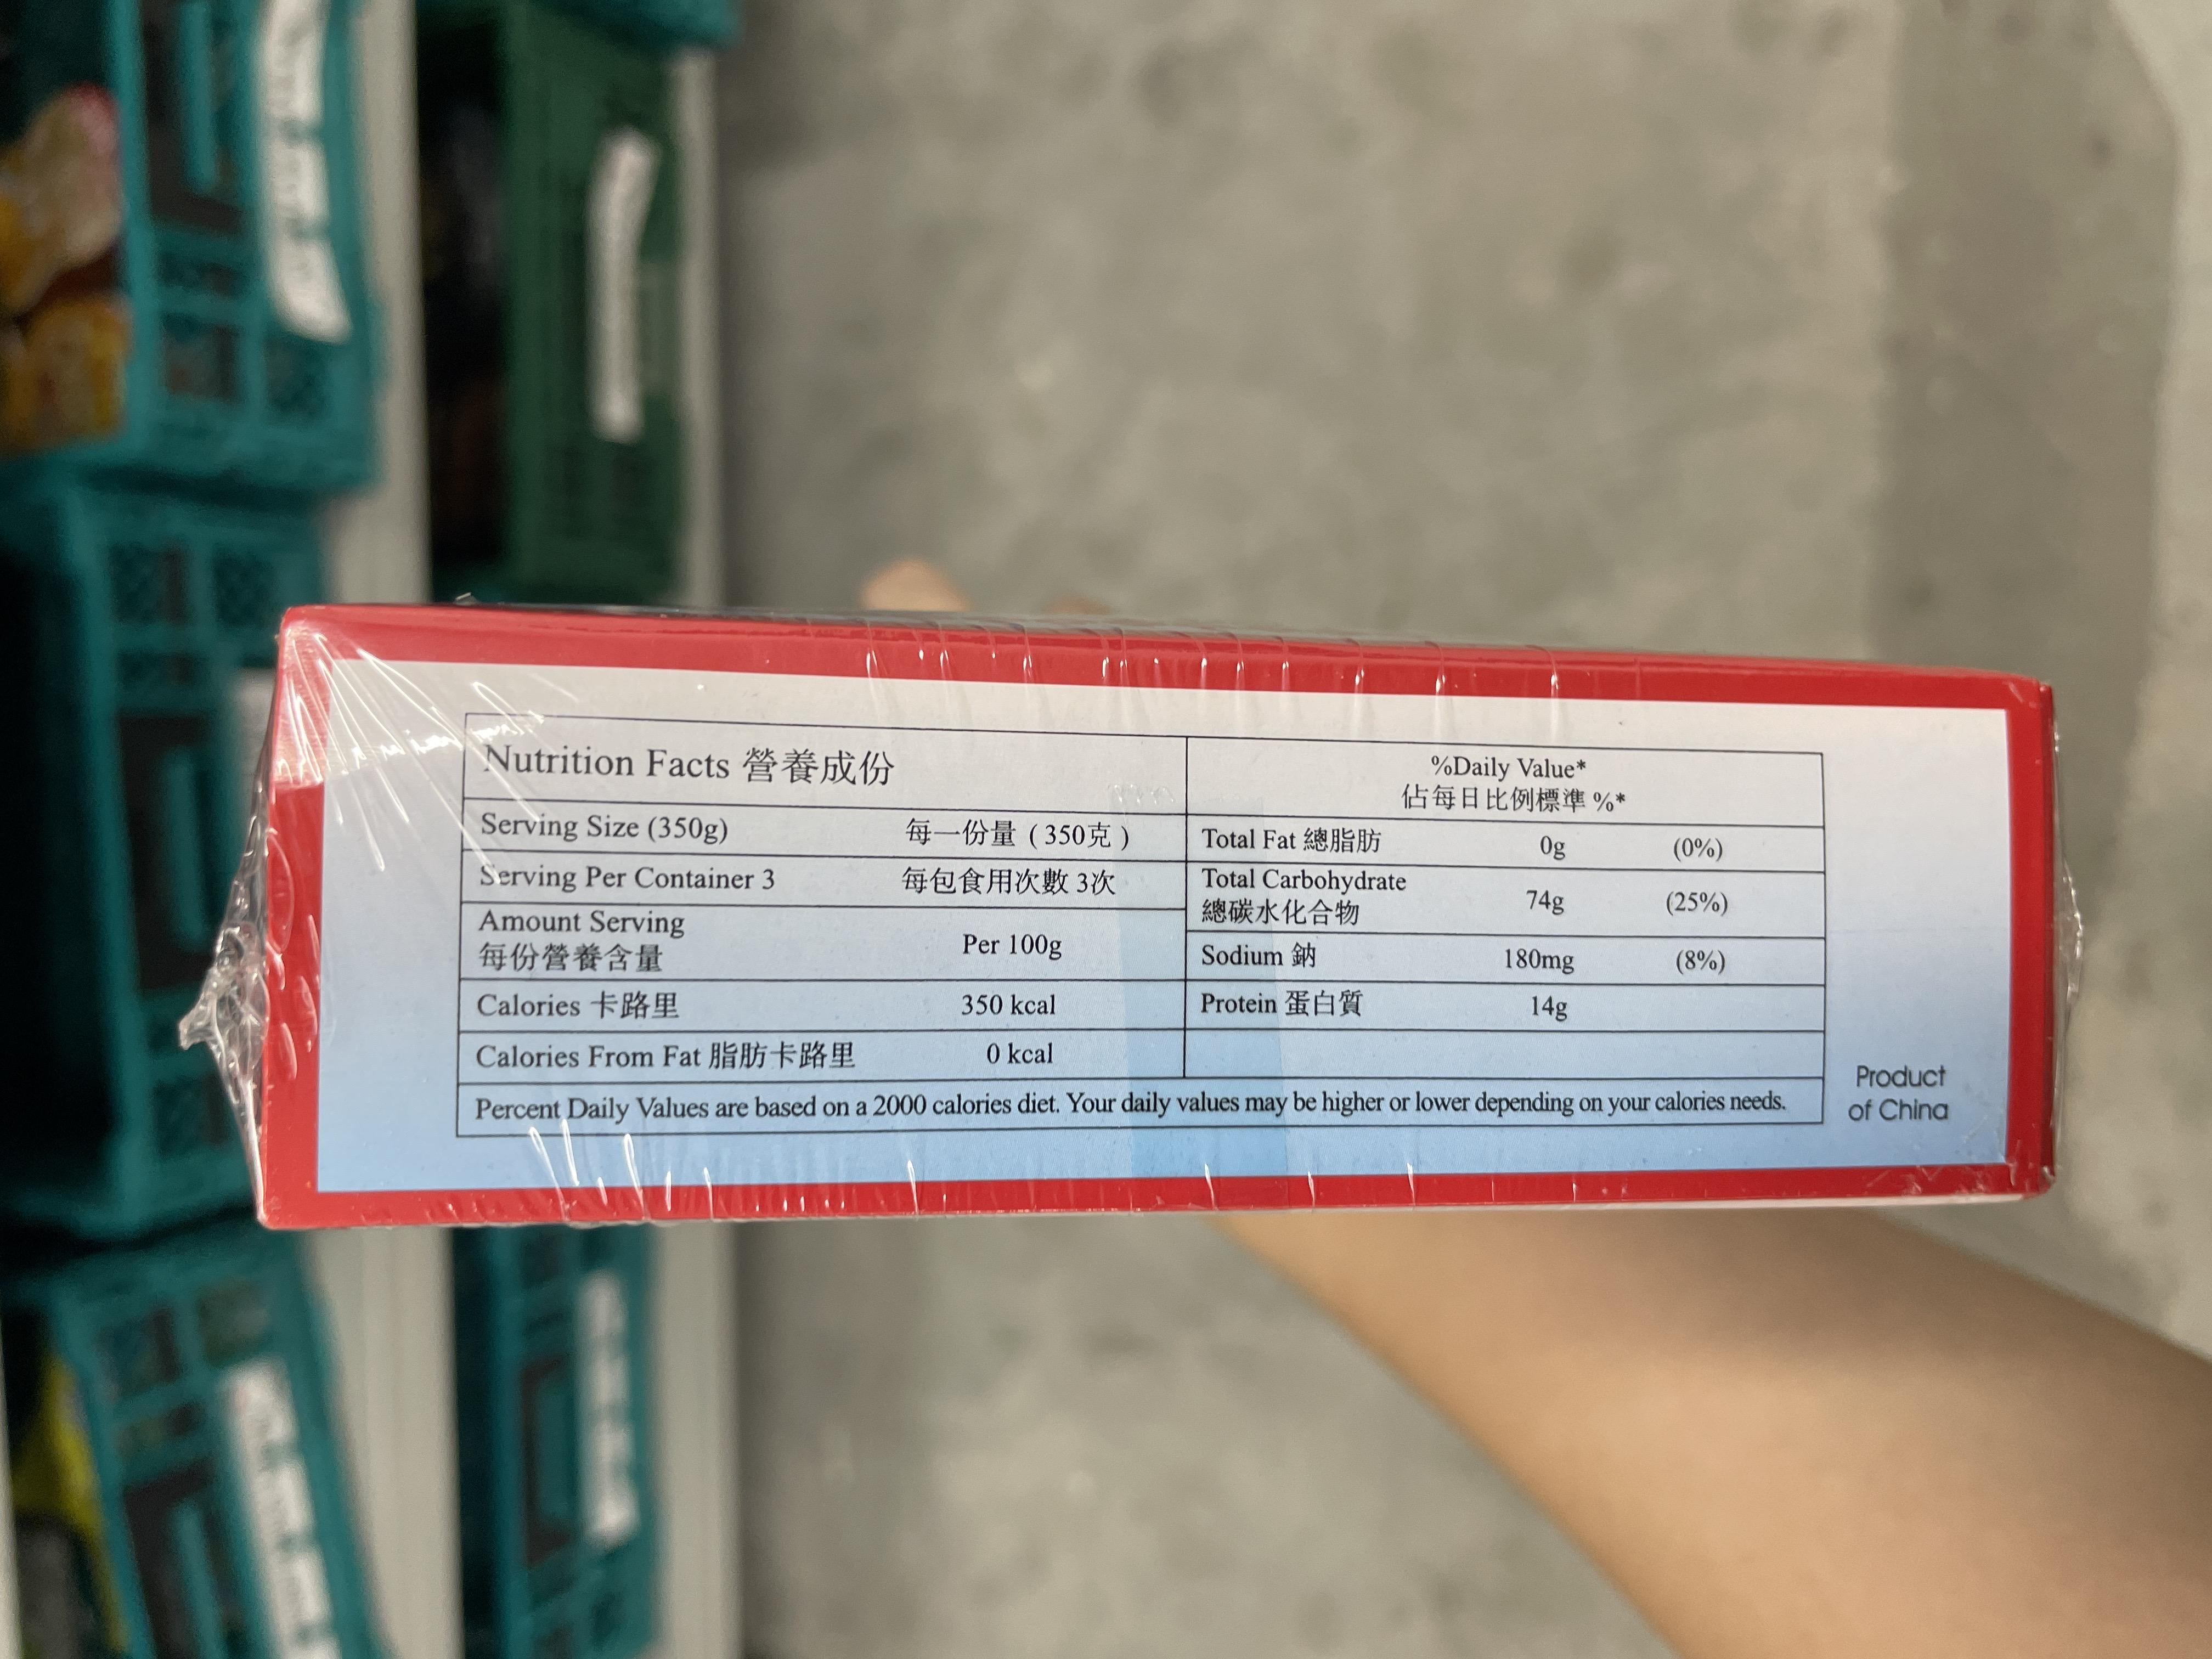 Nutrition Facts 營養成份
Serving Size (350g) 每一份量 ( 350克 )
Serving Per Container 3 每包食用次數 3次
Amount Serving
每份營養含量 Per 100g
Calories 卡路里 350 kcal
Calories From Fat 脂肪卡路里 0 kcal
%Daily Value*
佔每日比例標準 %*
Total Fat 總脂肪 0g (0%)
Total Carbohydrate
總碳水化合物 74g (25%)
Sodium 鈉 180mg (8%)
Protein 蛋白質 14g
Percent Daily Values are based on a 2000 calories diet. Your daily values may be higher or lower depending on your calories needs.
Product
of China